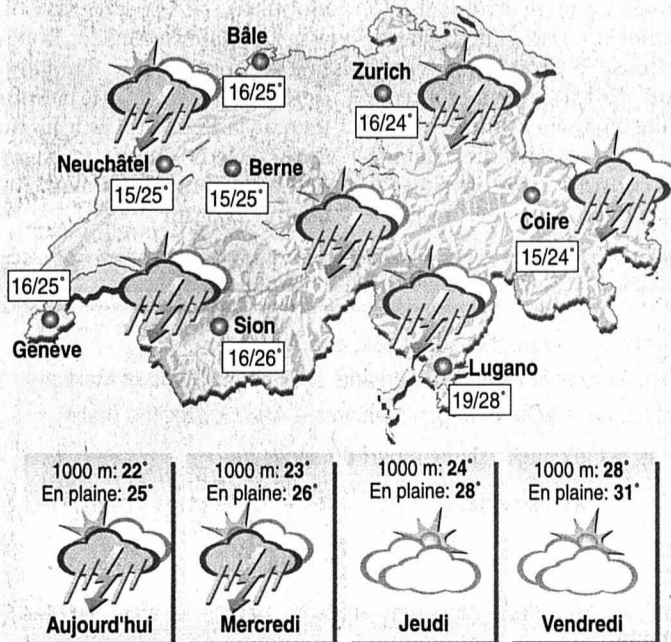 Bâle
16/25°
Zurich
16/24°
Neuchâtel
15/25°
Berne
15/25°
Coire
15/24°
16/25°
Genève
Sion
16/26°
Lugano
19/28°
1000 m: 22°
En plaine: 25°
Aujourd'hui
1000 m: 23°
En plaine: 26°
Mercredi
1000 m: 24°
En plaine: 28°
Jeudi
1000 m: 28°
En plaine: 31°
Vendredi